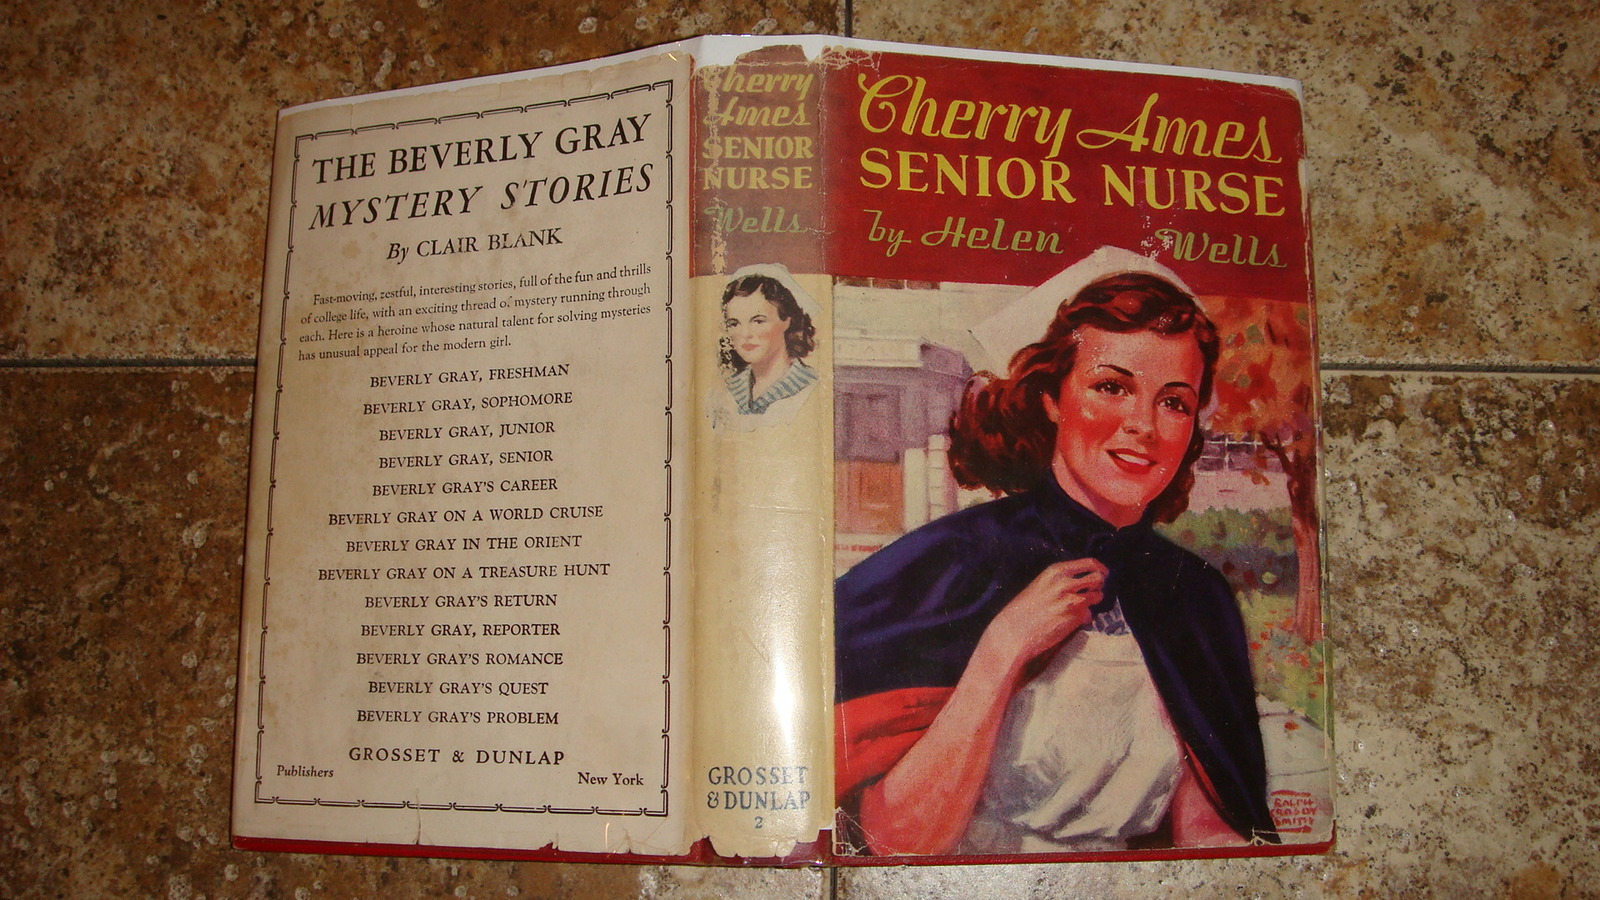 THE BEVERLY GRAY
MYSTERY STORIES
By CLAIR BLANK
Fast-moving, zestful, interesting stories, full of the fun and thrills
of college life, with an exciting thread of mystery running through
each. Here is a heroine whose natural talent for solving mysteries
has unusual appeal for the modern girl.
BEVERLY GRAY, FRESHMAN
BEVERLY GRAY, SOPHOMORE
BEVERLY GRAY, JUNIOR
BEVERLY GRAY, SENIOR
BEVERLY GRAY'S CAREER
BEVERLY GRAY ON A WORLD CRUISE
BEVERLY GRAY IN THE ORIENT
BEVERLY GRAY ON A TREASURE HUNT
BEVERLY GRAY'S RETURN
BEVERLY GRAY, REPORTER
BEVERLY GRAY'S ROMANCE
BEVERLY GRAY'S QUEST
BEVERLY GRAY'S PROBLEM
GROSSET & DUNLAP
Publishers New York
Cherry
Ames
SENIOR
NURSE
Wells
GROSSET
& DUNLAP
2
Cherry Ames
SENIOR NURSE
by Helen Wells
RALPH
CROSBY
SMITH